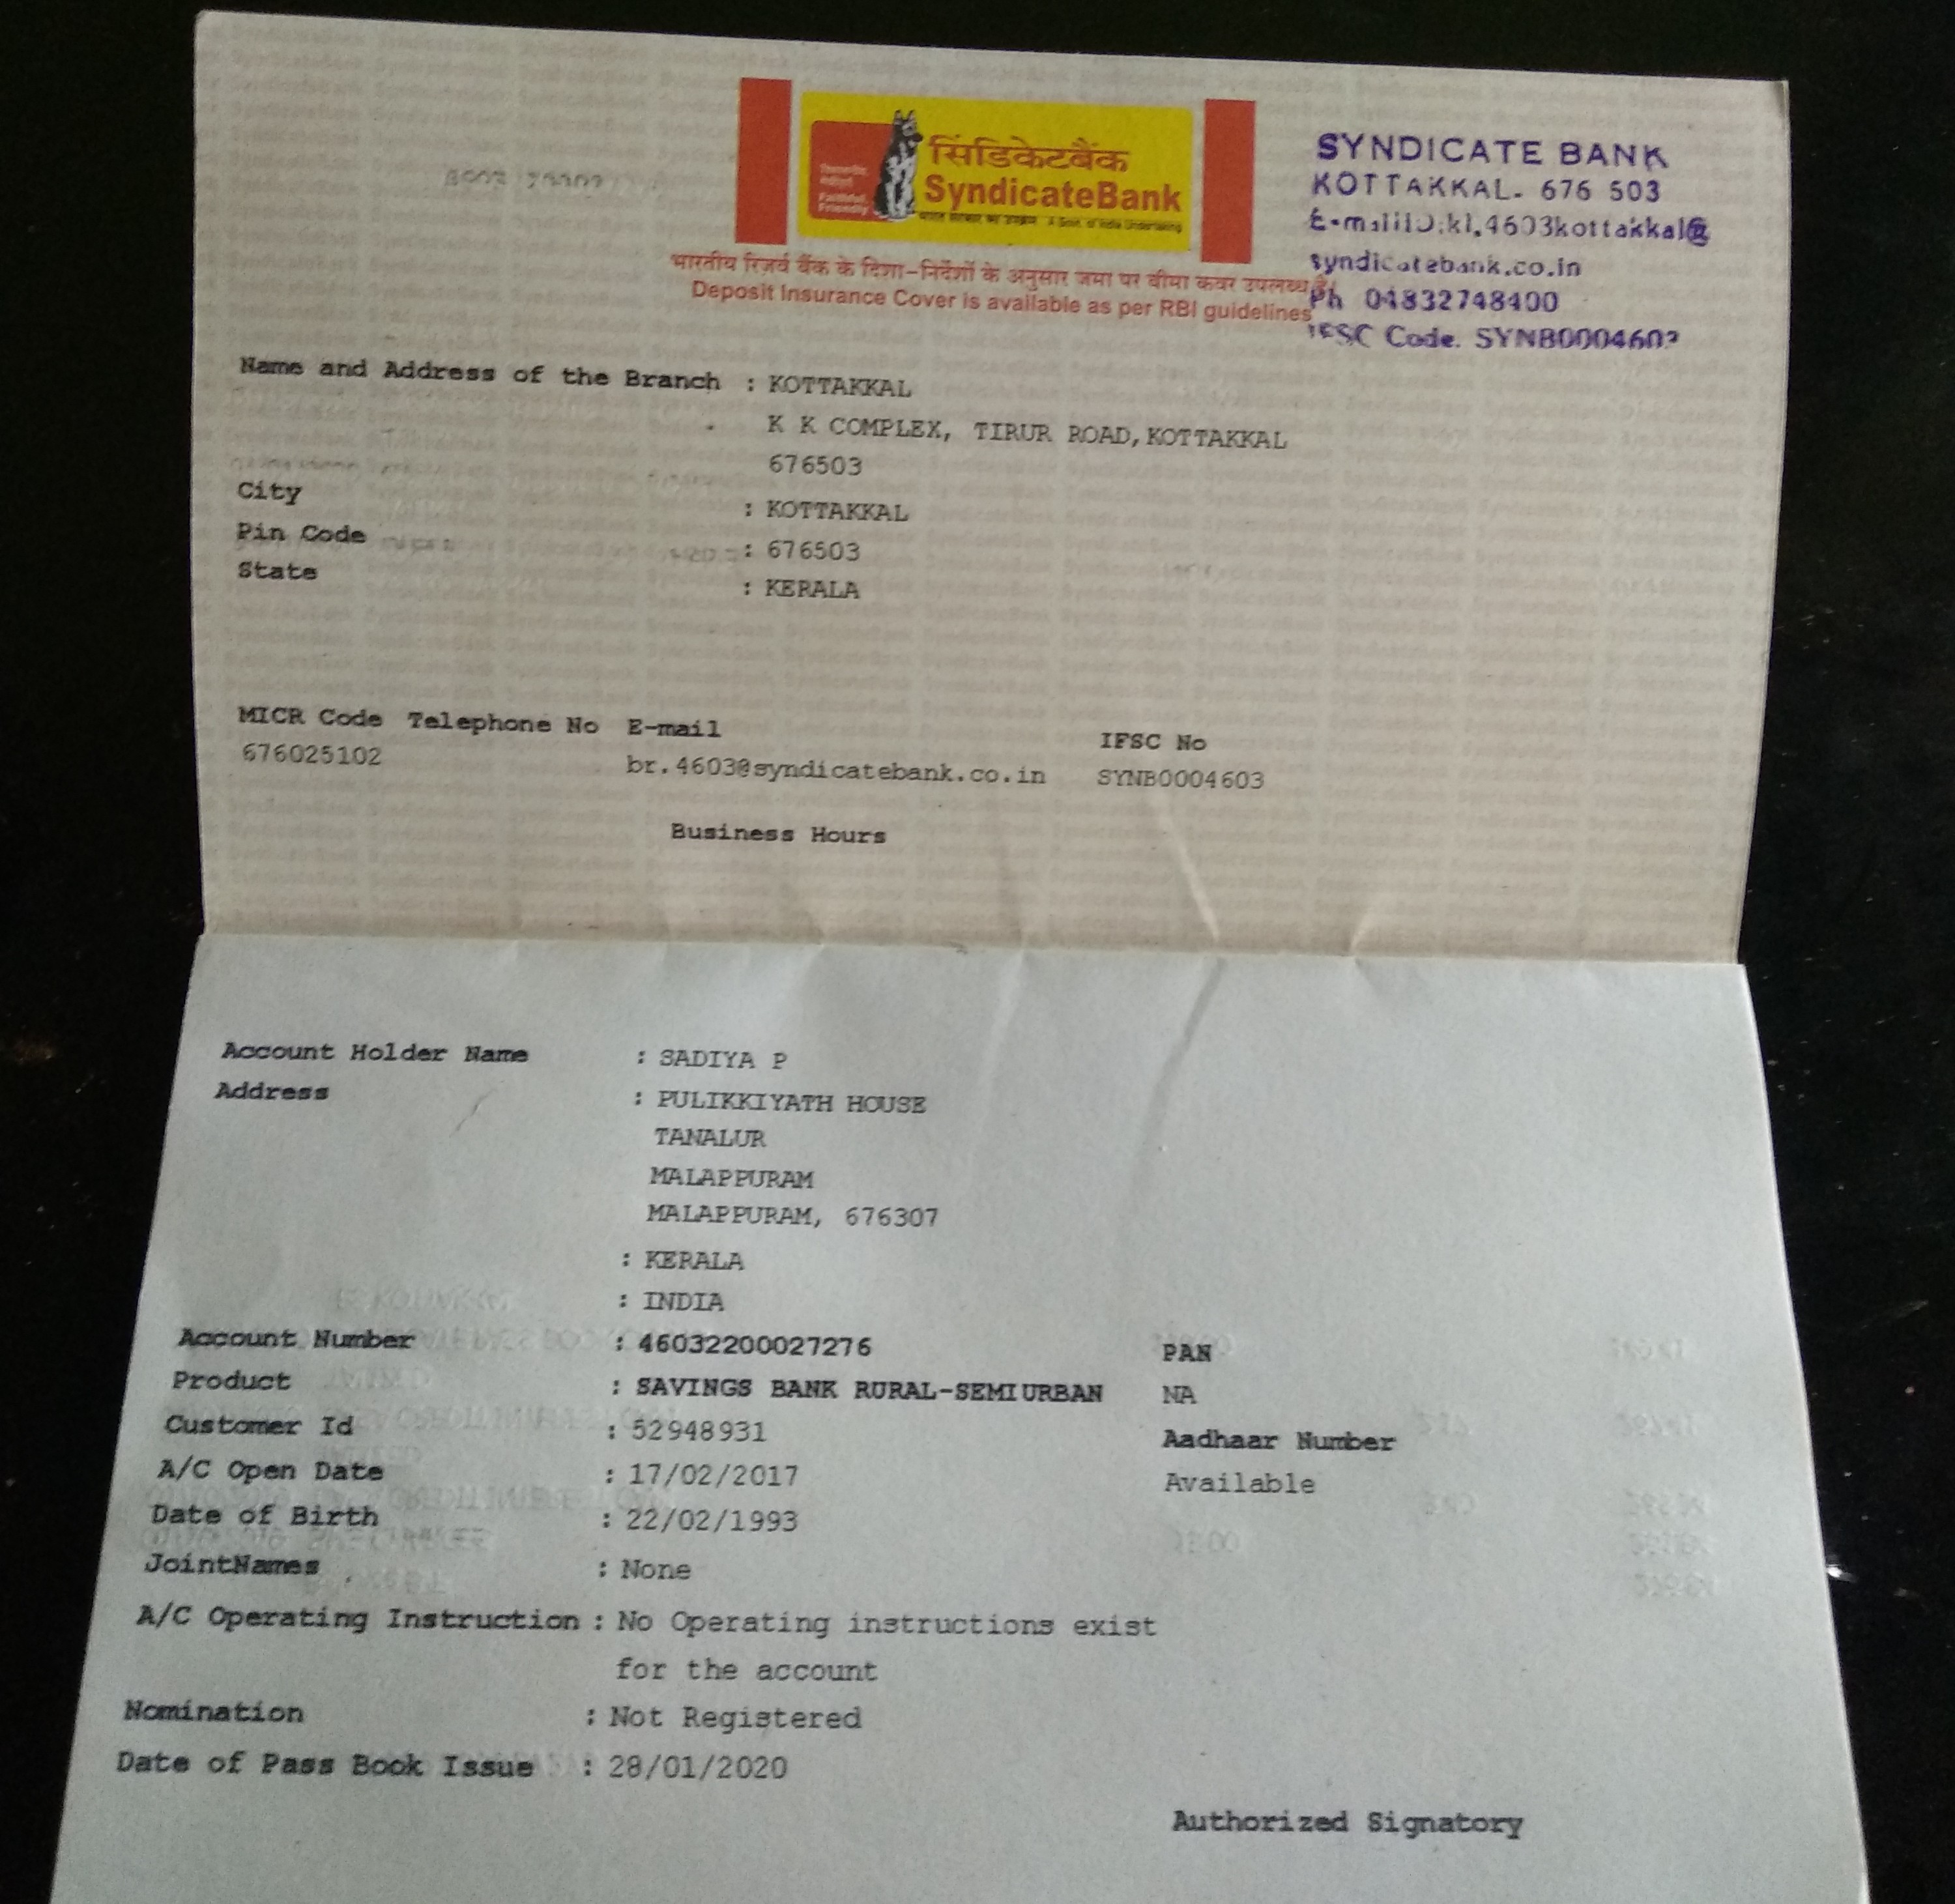 सिंडिकेटबैंक
SyndicateBank
Faithful, Friendly
भारत सरकार का उपक्रम A Govt. of India Undertaking
भारतीय रिज़र्व बैंक के दिशा-निर्देशों के अनुसार जमा पर बीमा कवर उपलब्ध है।
Deposit Insurance Cover is available as per RBI guidelines
SYNDICATE BANK
KOTTAKKAL- 676 503
E-mailID:kl.4603kottakkal@
syndicatebank.co.in
Ph 04832748400
IFSC Code. SYNB0004603
Name and Address of the Branch : KOTTAKKAL
K K COMPLEX, TIRUR ROAD,KOTTAKKAL
676503
City : KOTTAKKAL
Pin Code : 676503
State : KERALA
MICR Code Telephone No E-mail IFSC No
676025102 br.4603@syndicatebank.co.in SYNB0004603
Business Hours
Account Holder Name : SADIYA P
Address : PULIKKIYATH HOUSE
TANALUR
MALAPPURAM
MALAPPURAM, 676307
: KERALA
: INDIA
Account Number : 46032200027276 PAN
Product : SAVINGS BANK RURAL-SEMIURBAN NA
Customer Id : 52948931 Aadhaar Number
A/C Open Date : 17/02/2017 Available
Date of Birth : 22/02/1993
JointNames : None
A/C Operating Instruction : No Operating instructions exist
for the account
Nomination : Not Registered
Date of Pass Book Issue : 28/01/2020
Authorized Signatory